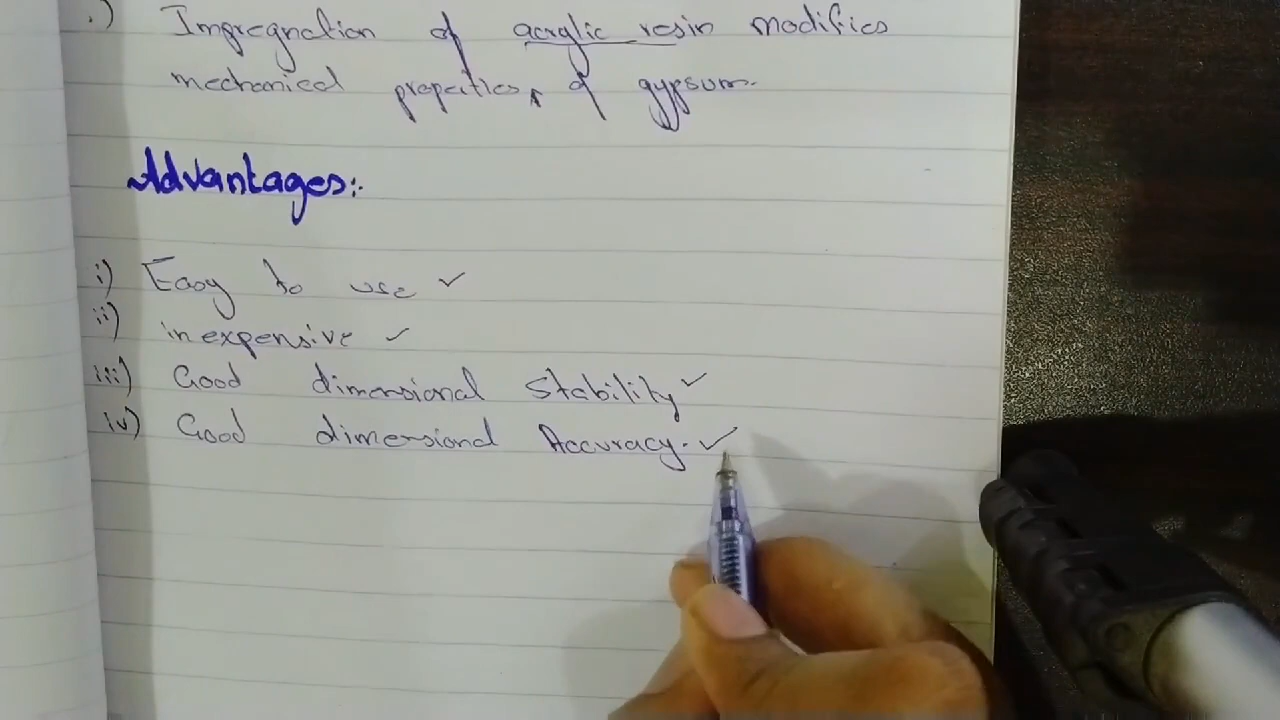 .) Impregnation of acrylic resin modifies
mechanical properties, of gypsum.
Advantages:.
i) Easy to use ✓
ii) inexpensive ✓
iii) Good dimensional Stability ✓
iv) Good dimensional Accuracy. ✓